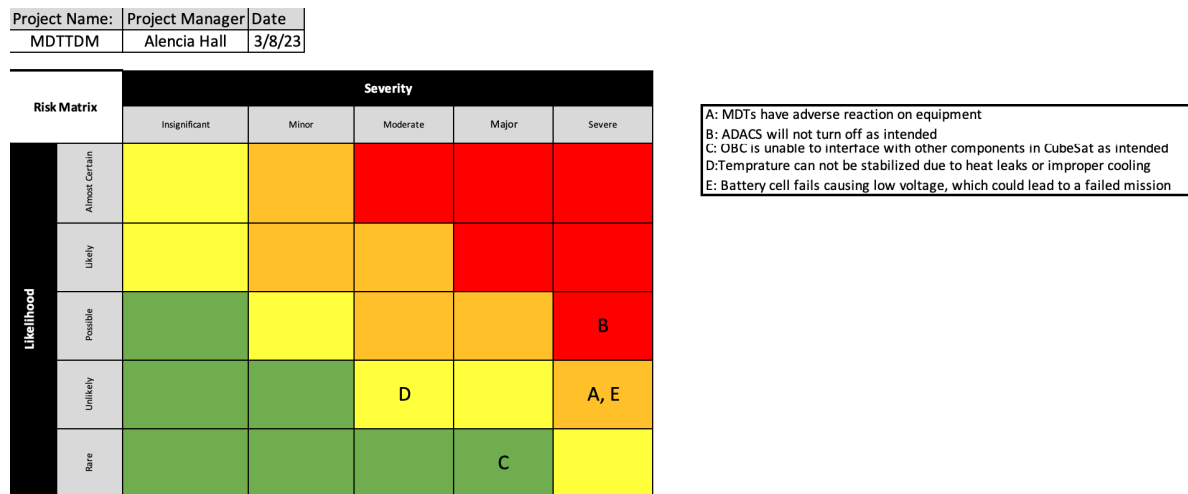 Project Name: Project Manager Date
MDTTDM Alencia Hall 3/8/23
Risk Matrix
Severity
Insignificant Minor Moderate Major Severe
Likelihood
Almost Certain
Likely
Possible B
Unlikely D A, E
Rare C
A: MDTs have adverse reaction on equipment
B: ADACS will not turn off as intended
C: OBC is unable to interface with other components in CubeSat as intended
D:Temprature can not be stabilized due to heat leaks or improper cooling
E: Battery cell fails causing low voltage, which could lead to a failed mission